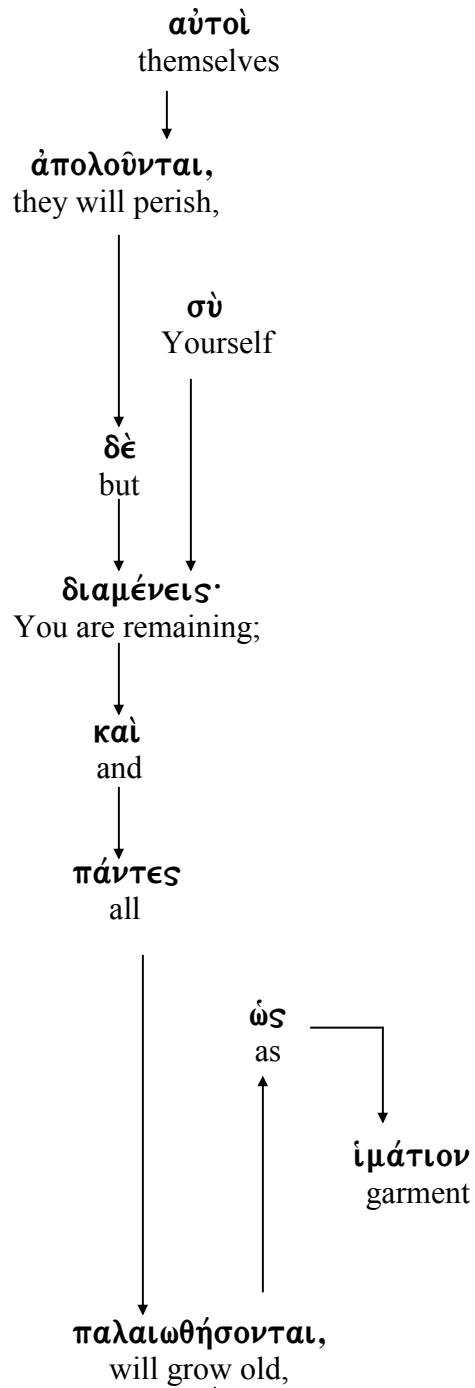 αὐτοὶ
themselves
ἀπολοῦνται,
they will perish,
σὺ
Yourself
δὲ
but
διαμένεις·
You are remaining;
καὶ
and
πάντες
all
ὡς
as
ἱμάτιον
garment
παλαιωθήσονται,
will grow old,